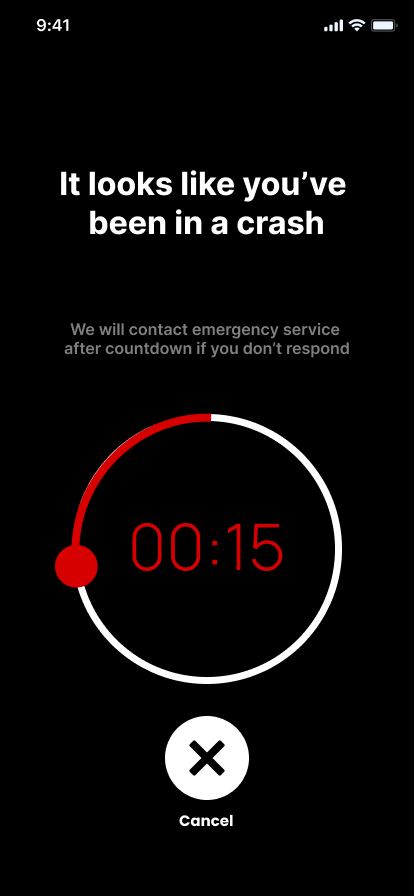 9:41
It looks like you’ve
been in a crash
We will contact emergency service
after countdown if you don’t respond
00:15
Cancel